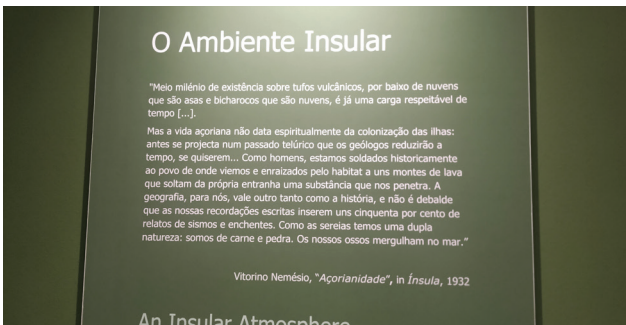 O Ambiente Insular
"Meio milénio de existência sobre tufos vulcânicos, por baixo de nuvens
que são asas e bicharocos que são nuvens, é já uma carga respeitável de
tempo [...].
Mas a vida açoriana não data espiritualmente da colonização das ilhas:
antes se projecta num passado telúrico que os geólogos reduzirão a
tempo, se quiserem... Como homens, estamos soldados historicamente
ao povo de onde viemos e enraizados pelo habitat a uns montes de lava
que soltam da própria entranha uma substância que nos penetra. A
geografia, para nós, vale outro tanto como a história, e não é debalde
que as nossas recordações escritas inserem uns cinquenta por cento de
relatos de sismos e enchentes. Como as sereias temos uma dupla
natureza: somos de carne e pedra. Os nossos ossos mergulham no mar."
Vitorino Nemésio, "Açorianidade", in Ínsula, 1932
An Insular Atmosphere